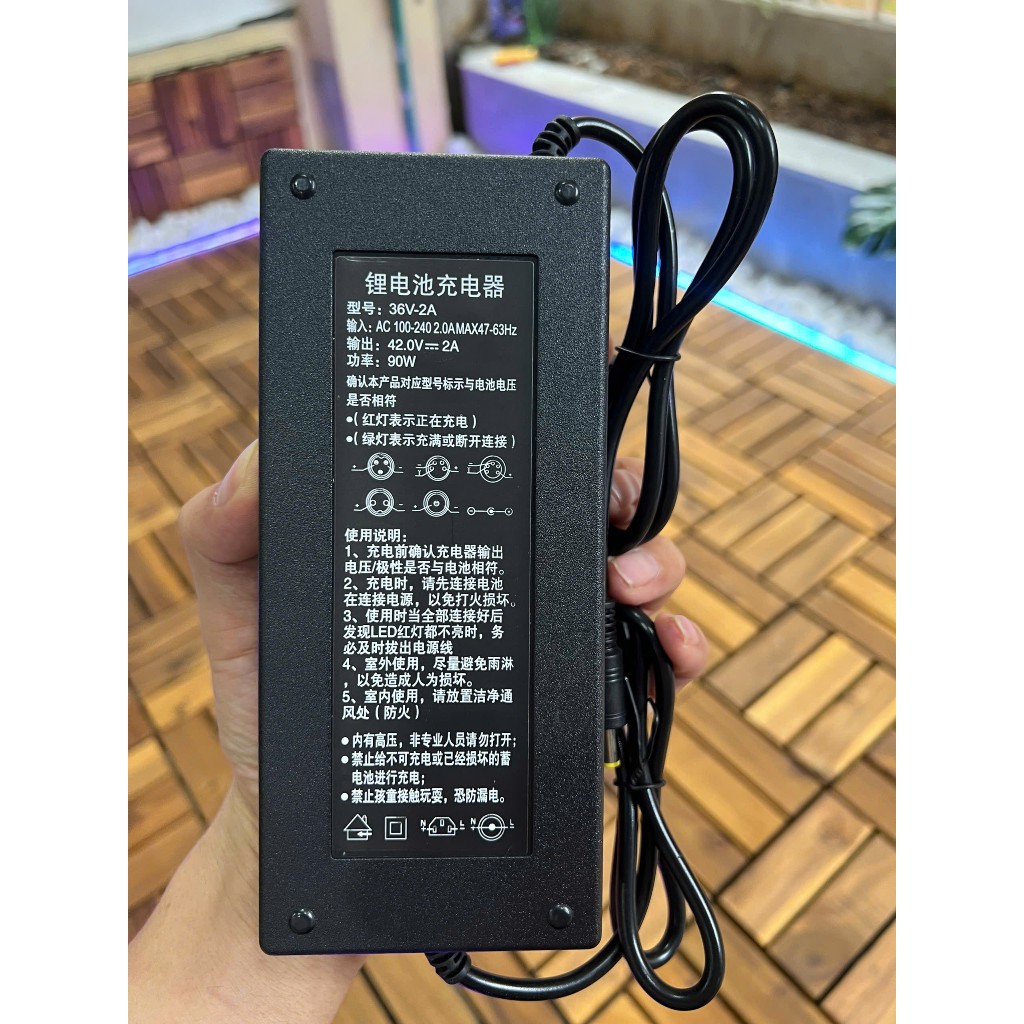 锂电池充电器
型号：36V-2A
输入：AC 100-240 2.0AMAX47-63Hz
输出：42.0V⎓2A
功率：90W
确认本产品对应型号标示与电池电压
是否相符
●(红灯表示正在充电)
●(绿灯表示充满或断开连接)
使用说明：
1、充电前确认充电器输出
电压/极性是否与电池相符。
2、充电时，请先连接电池
在连接电源，以免打火损坏.
3、使用时当全部连接好后
发现LED红灯都不亮时，务
必及时拔出电源线
4、室外使用，尽量避免雨淋
，以免造成人为损坏。
5、室内使用，请放置洁净通
风处(防火)
●内有高压，非专业人员请勿打开；
●禁止给不可充电或已经损坏的蓄
电池进行充电；
●禁止孩童接触玩耍，恐防漏电。
N L N L